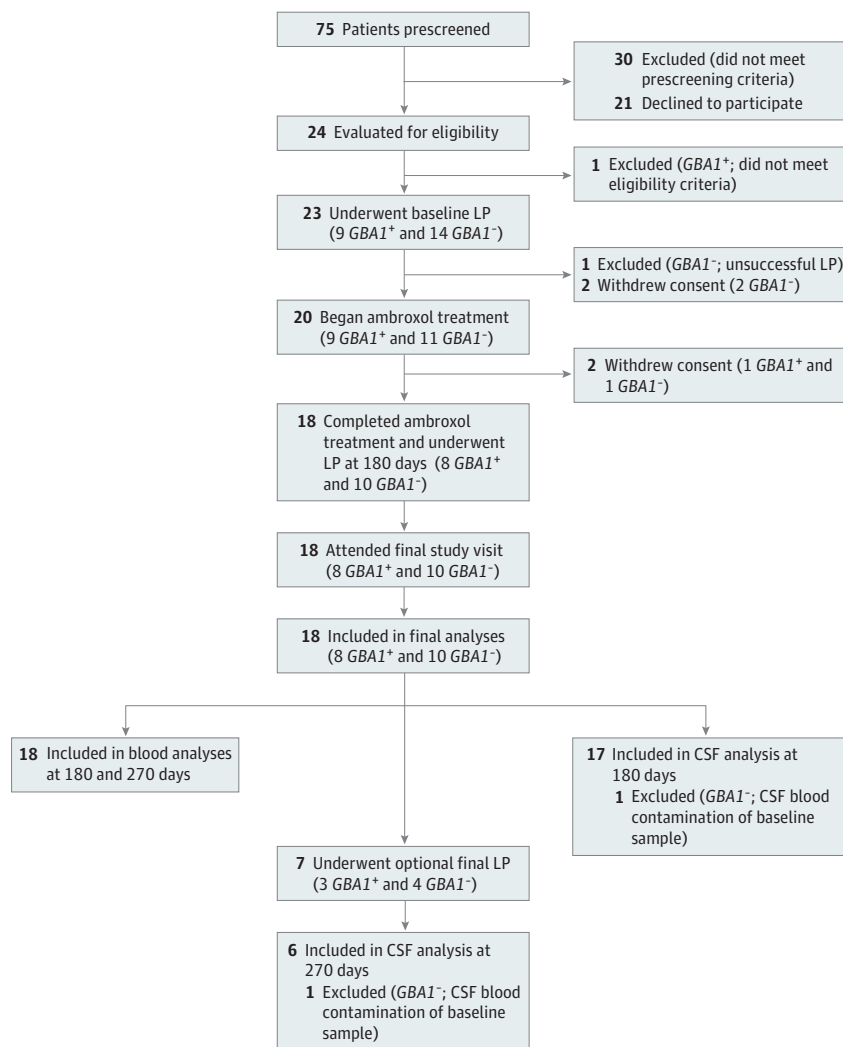 75 Patients prescreened
30 Excluded (did not meet
prescreening criteria)
21 Declined to participate
24 Evaluated for eligibility
1 Excluded (GBA1+; did not meet
eligibility criteria)
23 Underwent baseline LP
(9 GBA1+ and 14 GBA1-)
1 Excluded (GBA1-; unsuccessful LP)
2 Withdrew consent (2 GBA1-)
20 Began ambroxol treatment
(9 GBA1+ and 11 GBA1-)
2 Withdrew consent (1 GBA1+ and
1 GBA1-)
18 Completed ambroxol
treatment and underwent
LP at 180 days (8 GBA1+
and 10 GBA1-)
18 Attended final study visit
(8 GBA1+ and 10 GBA1-)
18 Included in final analyses
(8 GBA1+ and 10 GBA1-)
18 Included in blood analyses
at 180 and 270 days
17 Included in CSF analysis at
180 days
1 Excluded (GBA1-; CSF blood
contamination of baseline
sample)
7 Underwent optional final LP
(3 GBA1+ and 4 GBA1-)
6 Included in CSF analysis at
270 days
1 Excluded (GBA1-; CSF blood
contamination of baseline
sample)